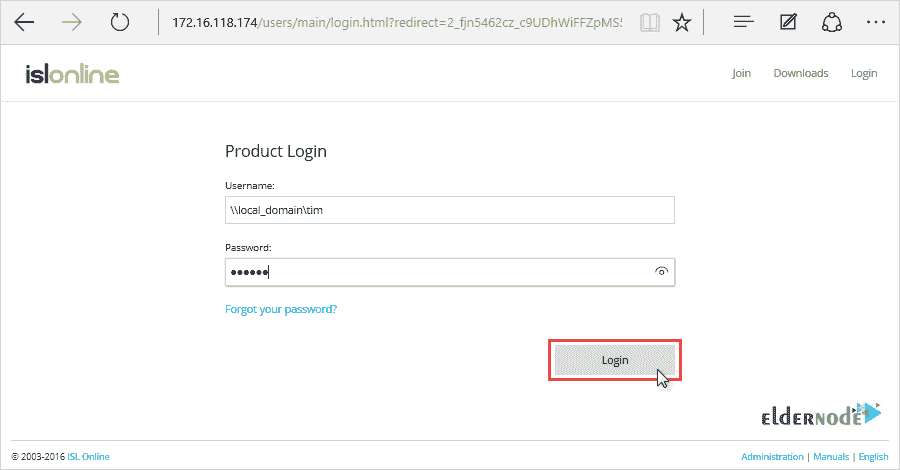 172.16.118.174/users/main/login.html?redirect=2_fjn5462cz_c9UDhWiFFZpMS5
islonline
Join Downloads Login
Product Login
Username:
\\local_domain\tim
Password:
••••••
Forgot your password?
Login
ELDERNODE
© 2003-2016 ISL Online
Administration | Manuals | English